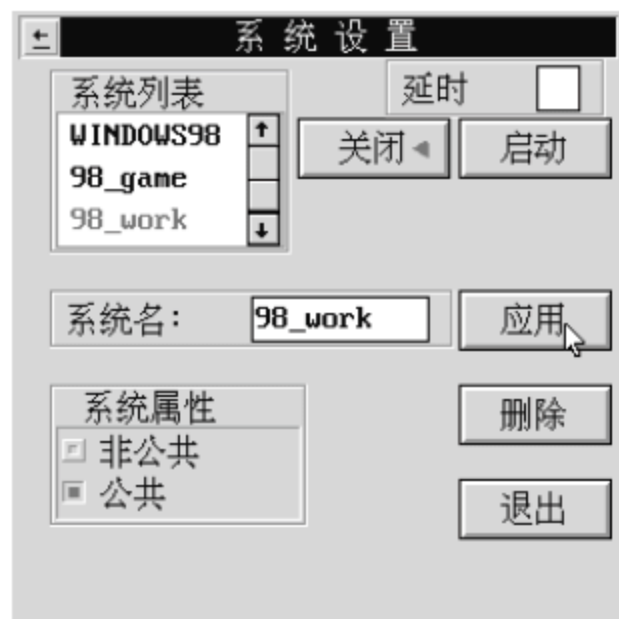 系统设置
系统列表
延时
WINDOWS98
98_game
98_work
关闭
启动
系统名:
98_work
应用
系统属性
非公共
公共
删除
退出